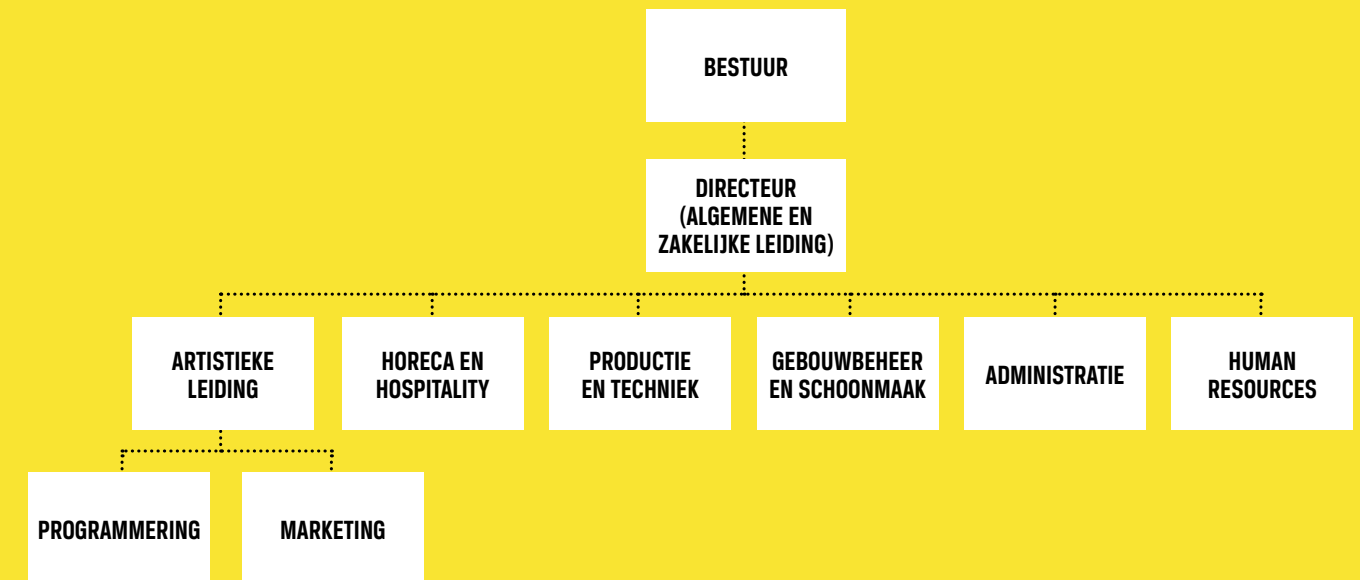 BESTUUR
DIRECTEUR
(ALGEMENE EN
ZAKELIJKE LEIDING)
ARTISTIEKE
LEIDING
HORECA EN
HOSPITALITY
PRODUCTIE
EN TECHNIEK
GEBOUWBEHEER
EN SCHOONMAAK
ADMINISTRATIE
HUMAN
RESOURCES
PROGRAMMERING
MARKETING